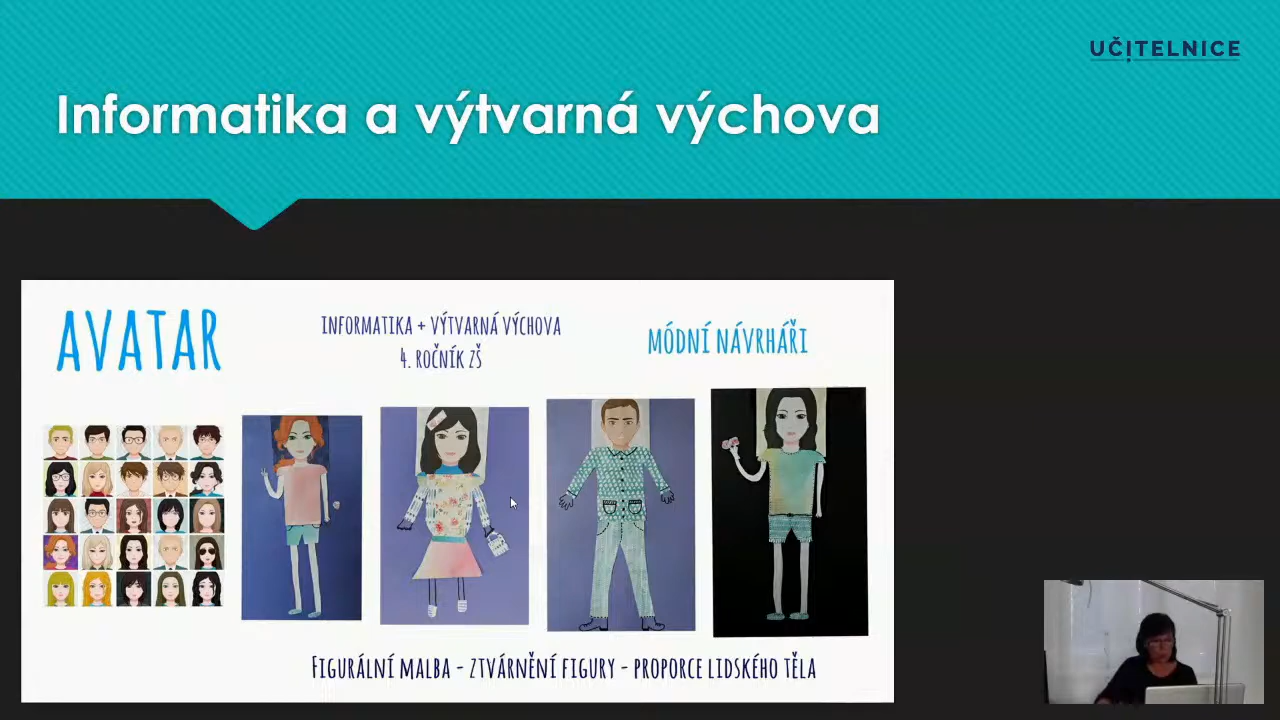 UČITELNICE
Informatika a výtvarná výchova
AVATAR
INFORMATIKA + VÝTVARNÁ VÝCHOVA
4. ROČNÍK ZŠ
MÓDNÍ NÁVRHÁŘI
FIGURÁLNÍ MALBA - ZTVÁRNĚNÍ FIGURY - PROPORCE LIDSKÉHO TĚLA